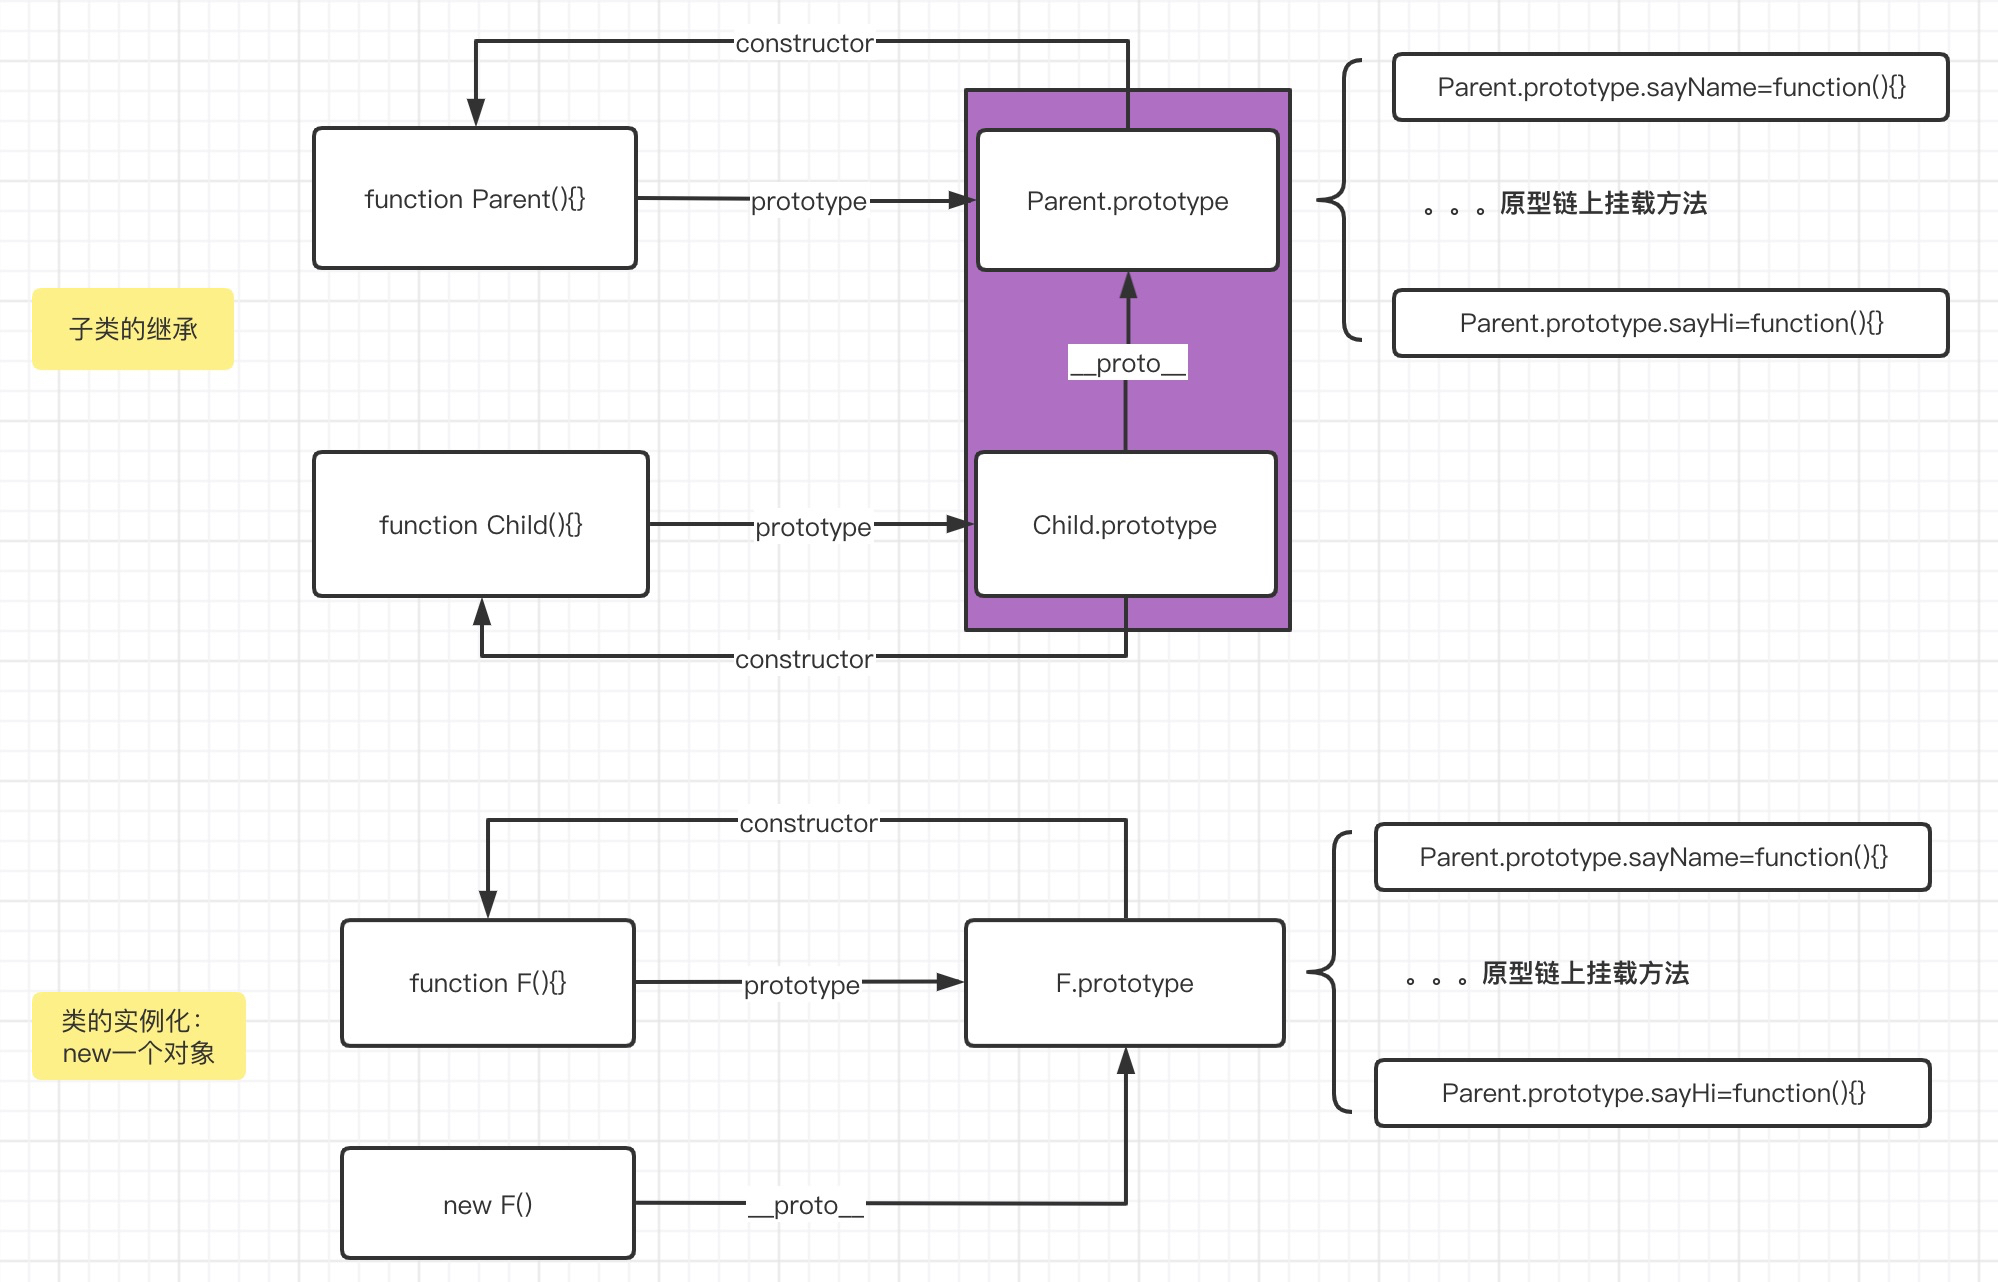 constructor
Parent.prototype.sayName=function(){}
function Parent(){}
prototype
Parent.prototype
。。。原型链上挂载方法
子类的继承
Parent.prototype.sayHi=function(){}
__proto__
function Child(){}
prototype
Child.prototype
constructor
constructor
Parent.prototype.sayName=function(){}
function F(){}
prototype
F.prototype
。。。原型链上挂载方法
类的实例化：
new一个对象
Parent.prototype.sayHi=function(){}
new F()
__proto__